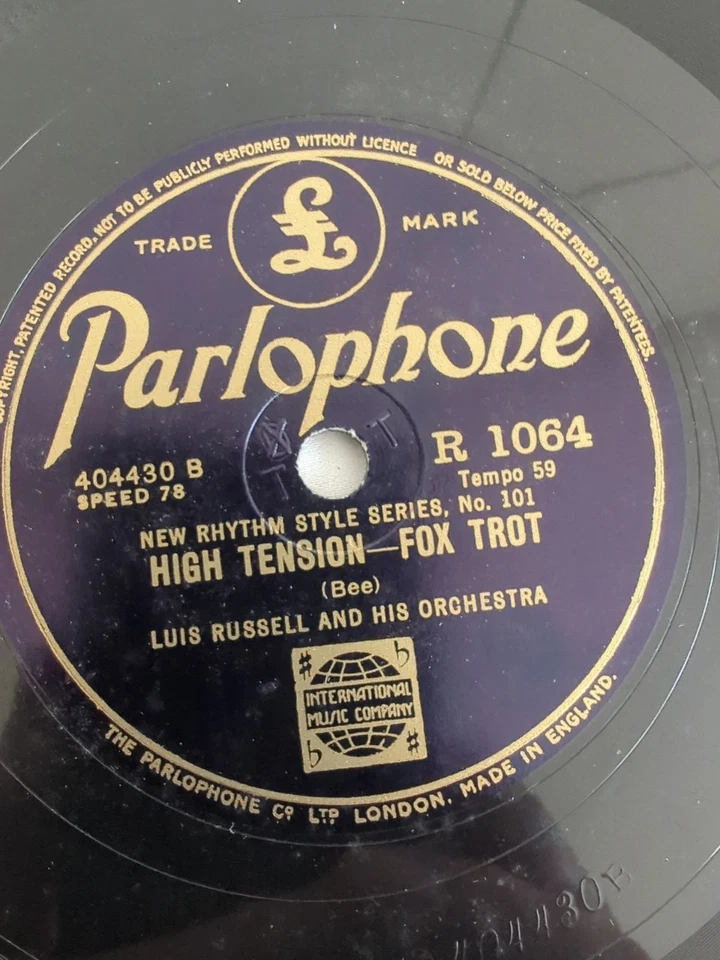 COPYRIGHT. PATENTED RECORD. NOT TO BE PUBLICLY PERFORMED WITHOUT LICENCE OR SOLD BELOW PRICE FIXED BY PATENTEES.
TRADE £ MARK
Parlophone
404430 B
SPEED 78
R 1064
Tempo 59
NEW RHYTHM STYLE SERIES, No. 101
HIGH TENSION—FOX TROT
(Bee)
LUIS RUSSELL AND HIS ORCHESTRA
INTERNATIONAL
MUSIC COMPANY
THE PARLOPHONE Cº LTD LONDON. MADE IN ENGLAND.
404430B